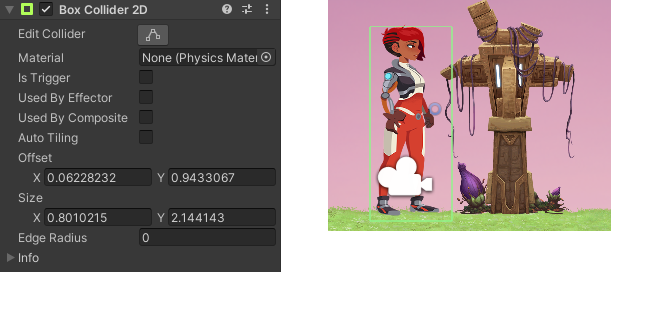 Box Collider 2D
Edit Collider
Material None (Physics Mater
Is Trigger
Used By Effector
Used By Composite
Auto Tiling
Offset
X 0.06228232 Y 0.9433067
Size
X 0.8010215 Y 2.144143
Edge Radius 0
Info